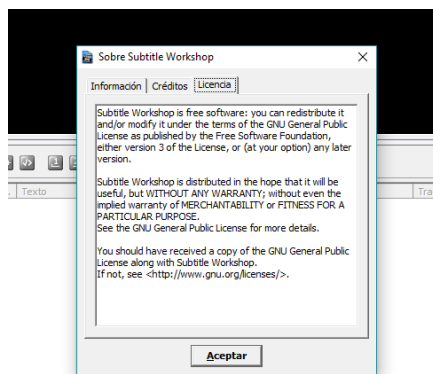 Sobre Subtitle Workshop
Información Créditos Licencia
Subtitle Workshop is free software: you can redistribute it
and/or modify it under the terms of the GNU General Public
License as published by the Free Software Foundation,
either version 3 of the License, or (at your option) any later
version.
Subtitle Workshop is distributed in the hope that it will be
useful, but WITHOUT ANY WARRANTY; without even the
implied warranty of MERCHANTABILITY or FITNESS FOR A
PARTICULAR PURPOSE.
See the GNU General Public License for more details.
You should have received a copy of the GNU General Public
License along with Subtitle Workshop.
If not, see <http://www.gnu.org/licenses/>.
Texto
Tra
Aceptar